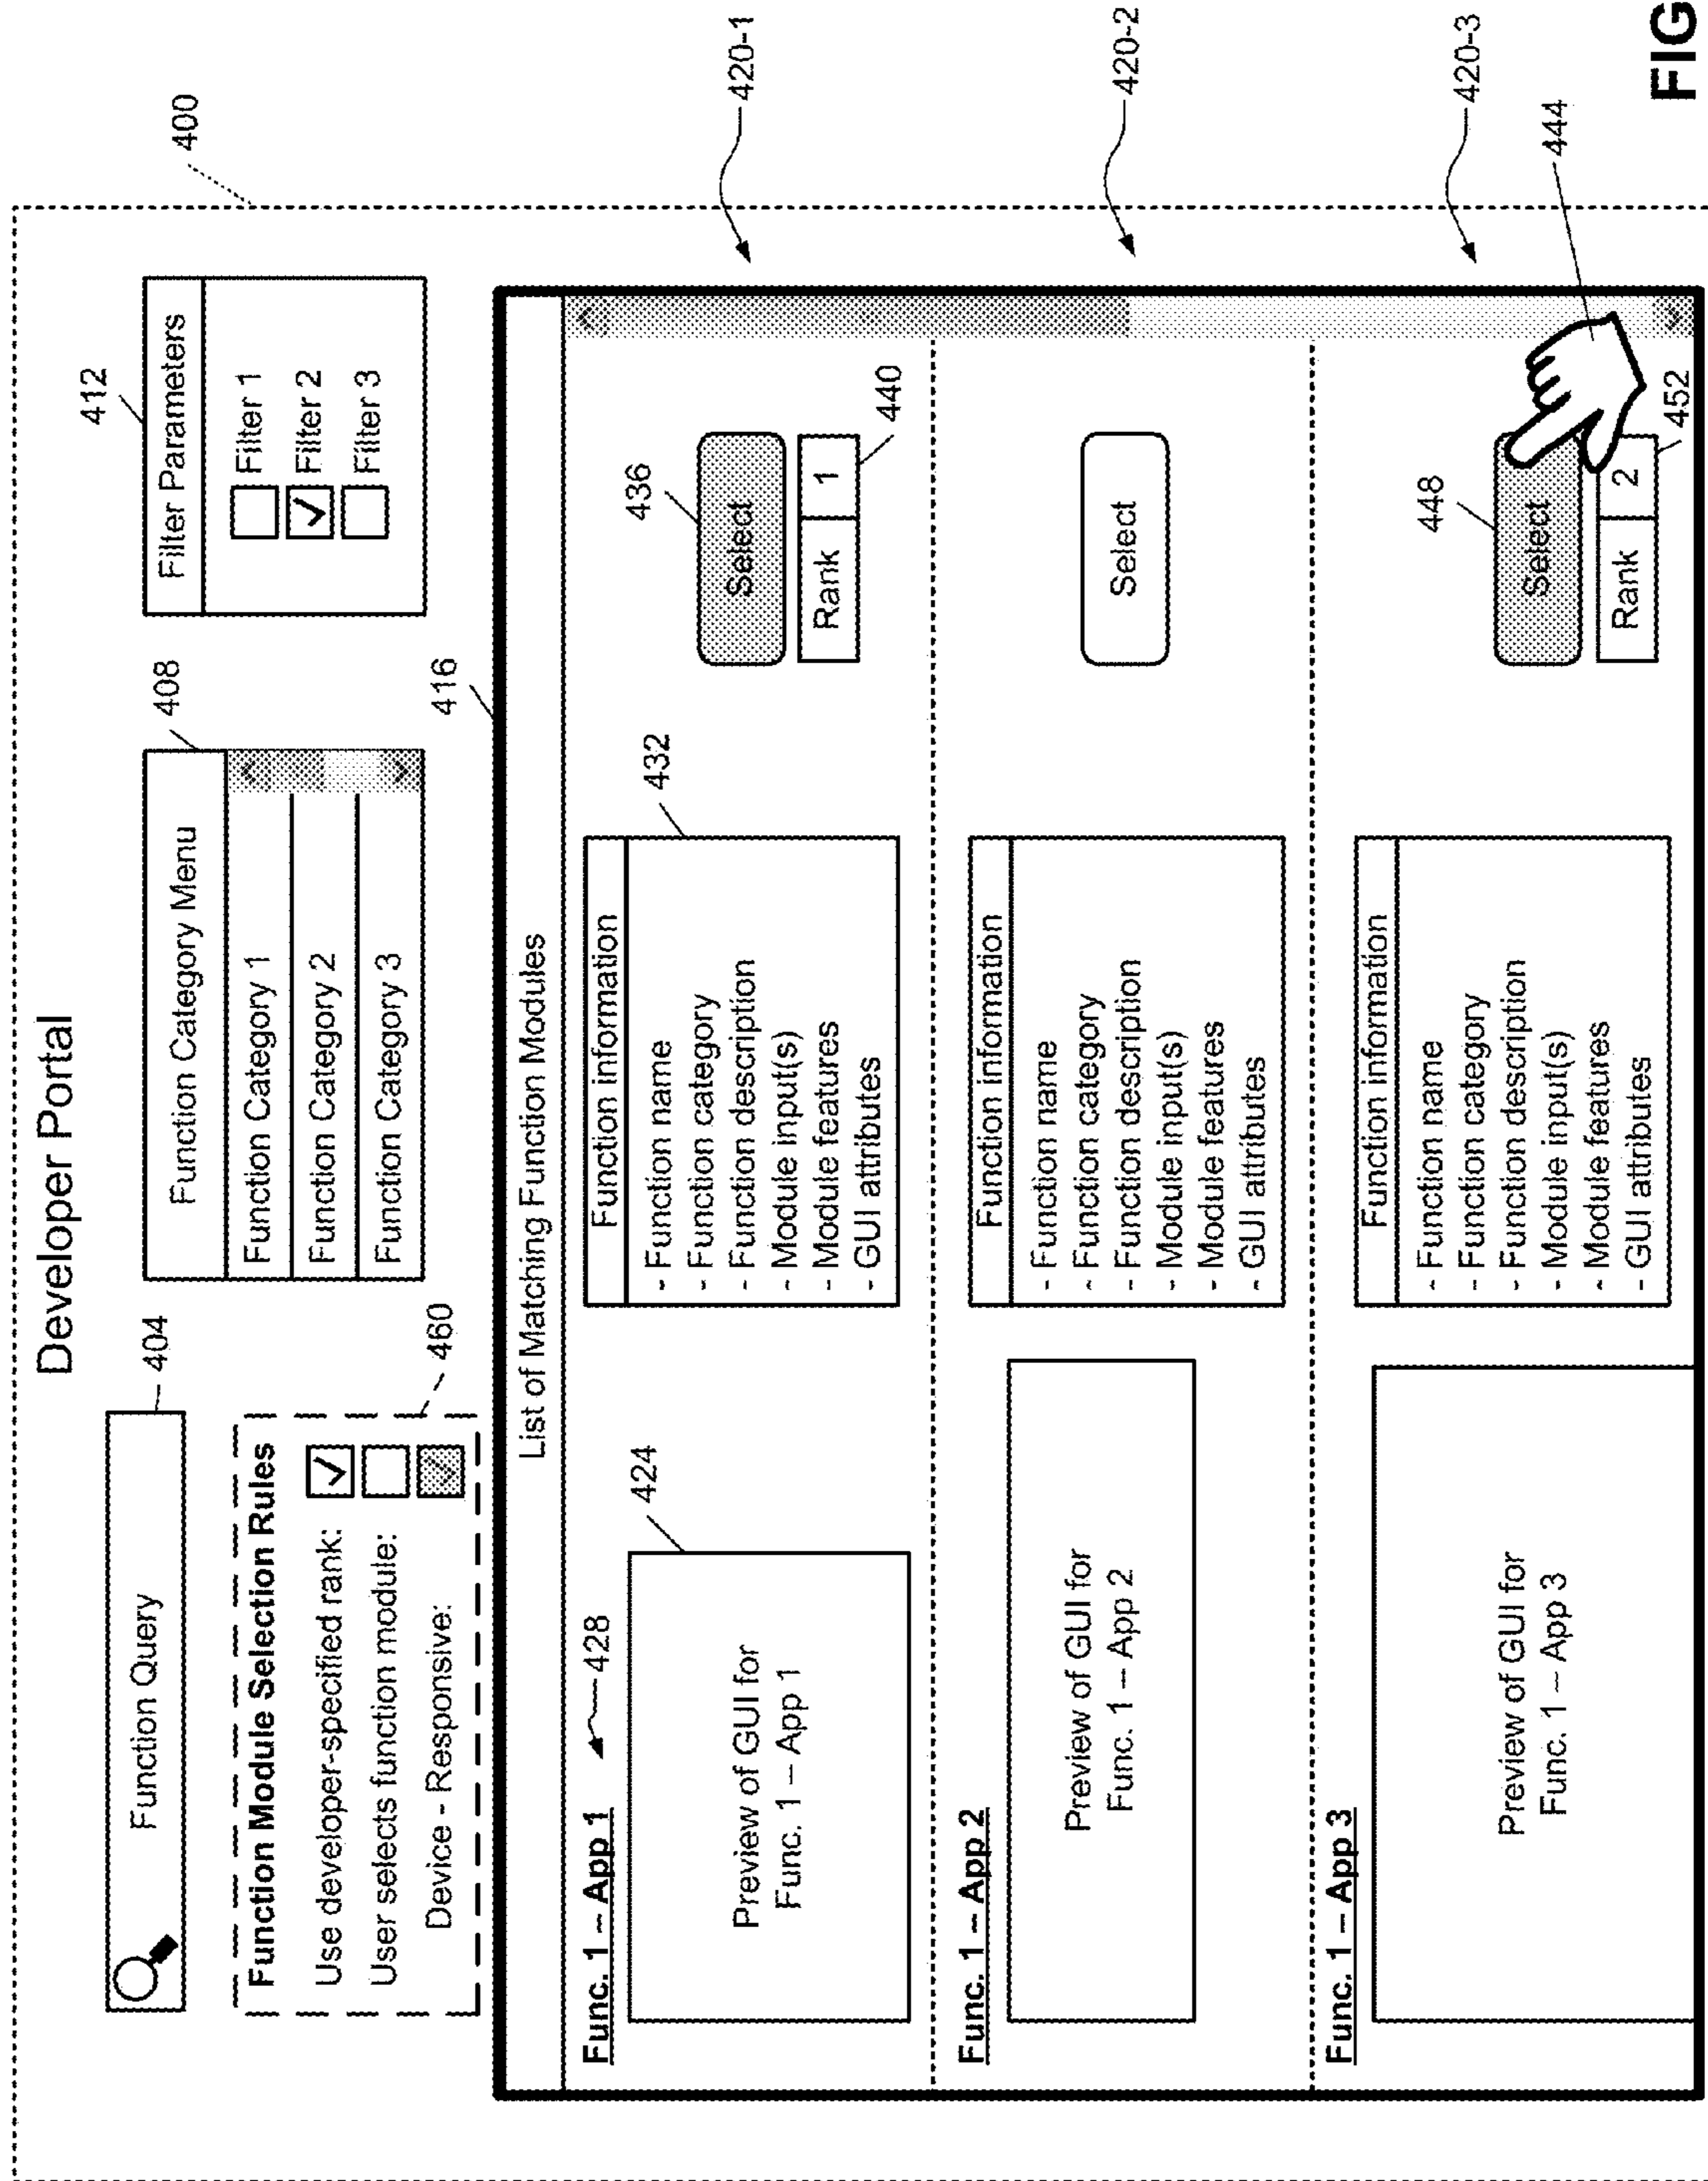 Developer Portal
400
404
Function Query
Function Module Selection Rules
Use developer-specified rank:
User selects function module:
Device - Responsive:
460
408
Function Category Menu
Function Category 1
Function Category 2
Function Category 3
412
Filter Parameters
Filter 1
Filter 2
Filter 3
416
List of Matching Function Modules
Func. 1 – App 1
428
424
Preview of GUI for
Func. 1 – App 1
432
Function information
- Function name
- Function category
- Function description
- Module input(s)
- Module features
- GUI attributes
436
Select
Rank 1
440
420-1
Func. 1 – App 2
Preview of GUI for
Func. 1 – App 2
Function information
- Function name
- Function category
- Function description
- Module input(s)
- Module features
- GUI attributes
Select
420-2
Func. 1 – App 3
Preview of GUI for
Func. 1 – App 3
Function information
- Function name
- Function category
- Function description
- Module input(s)
- Module features
- GUI attributes
448
Select
Rank 2
452
420-3
444
FIG